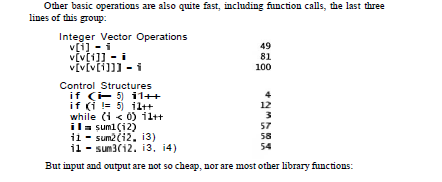 Other basic operations are also quite fast, including function calls, the last three
lines of this group:
Integer Vector Operations
v[i] = i 49
v[v[i]] = i 81
v[v[v[i]]] = i 100
Control Structures
if (i == 5) i1++ 4
if (i != 5) i1++ 12
while (i < 0) i1++ 3
i1 = sum1(i2) 57
i1 = sum2(i2, i3) 58
i1 = sum3(i2, i3, i4) 54
But input and output are not so cheap, nor are most other library functions: